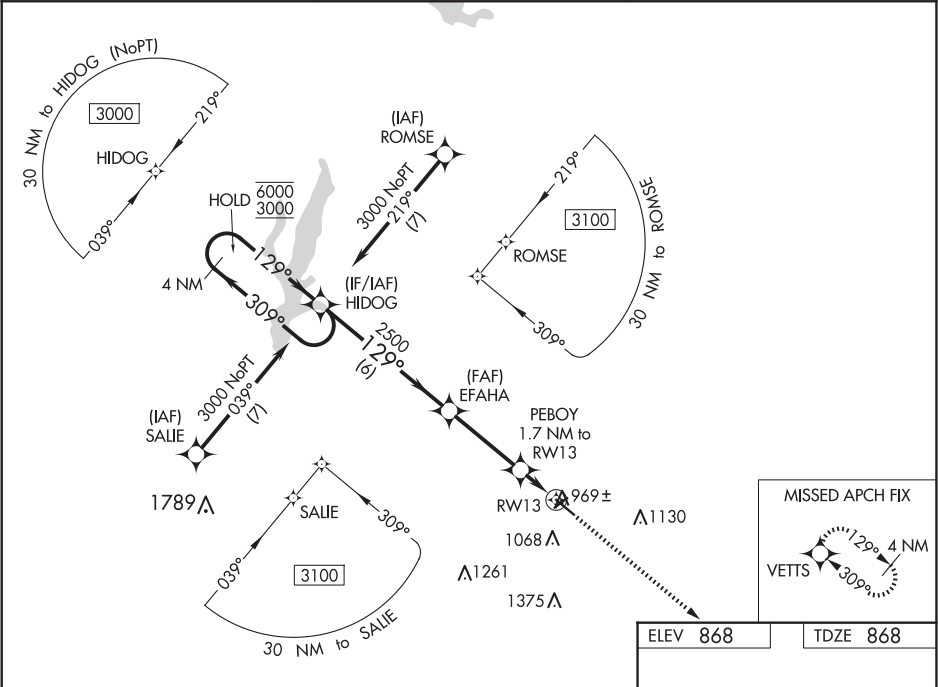 30 NM to HIDOG (NoPT)
3000
219°
HIDOG
039°
(IAF)
ROMSE
3000 NoPT
219°
(7)
HOLD
6000
3000
129°
4 NM
309°
(IF/IAF)
HIDOG
219°
3100
ROMSE
309°
30 NM to ROMSE
2500
129°
(6)
3000 NoPT
039°
(7)
(IAF)
SALIE
(FAF)
EFAHA
PEBOY
1.7 NM to
RW13
RW13
969±
1789
1130
1068
1261
1375
SALIE
309°
039°
3100
30 NM to SALIE
MISSED APCH FIX
129°
4 NM
VETTS
309°
ELEV 868
TDZE 868